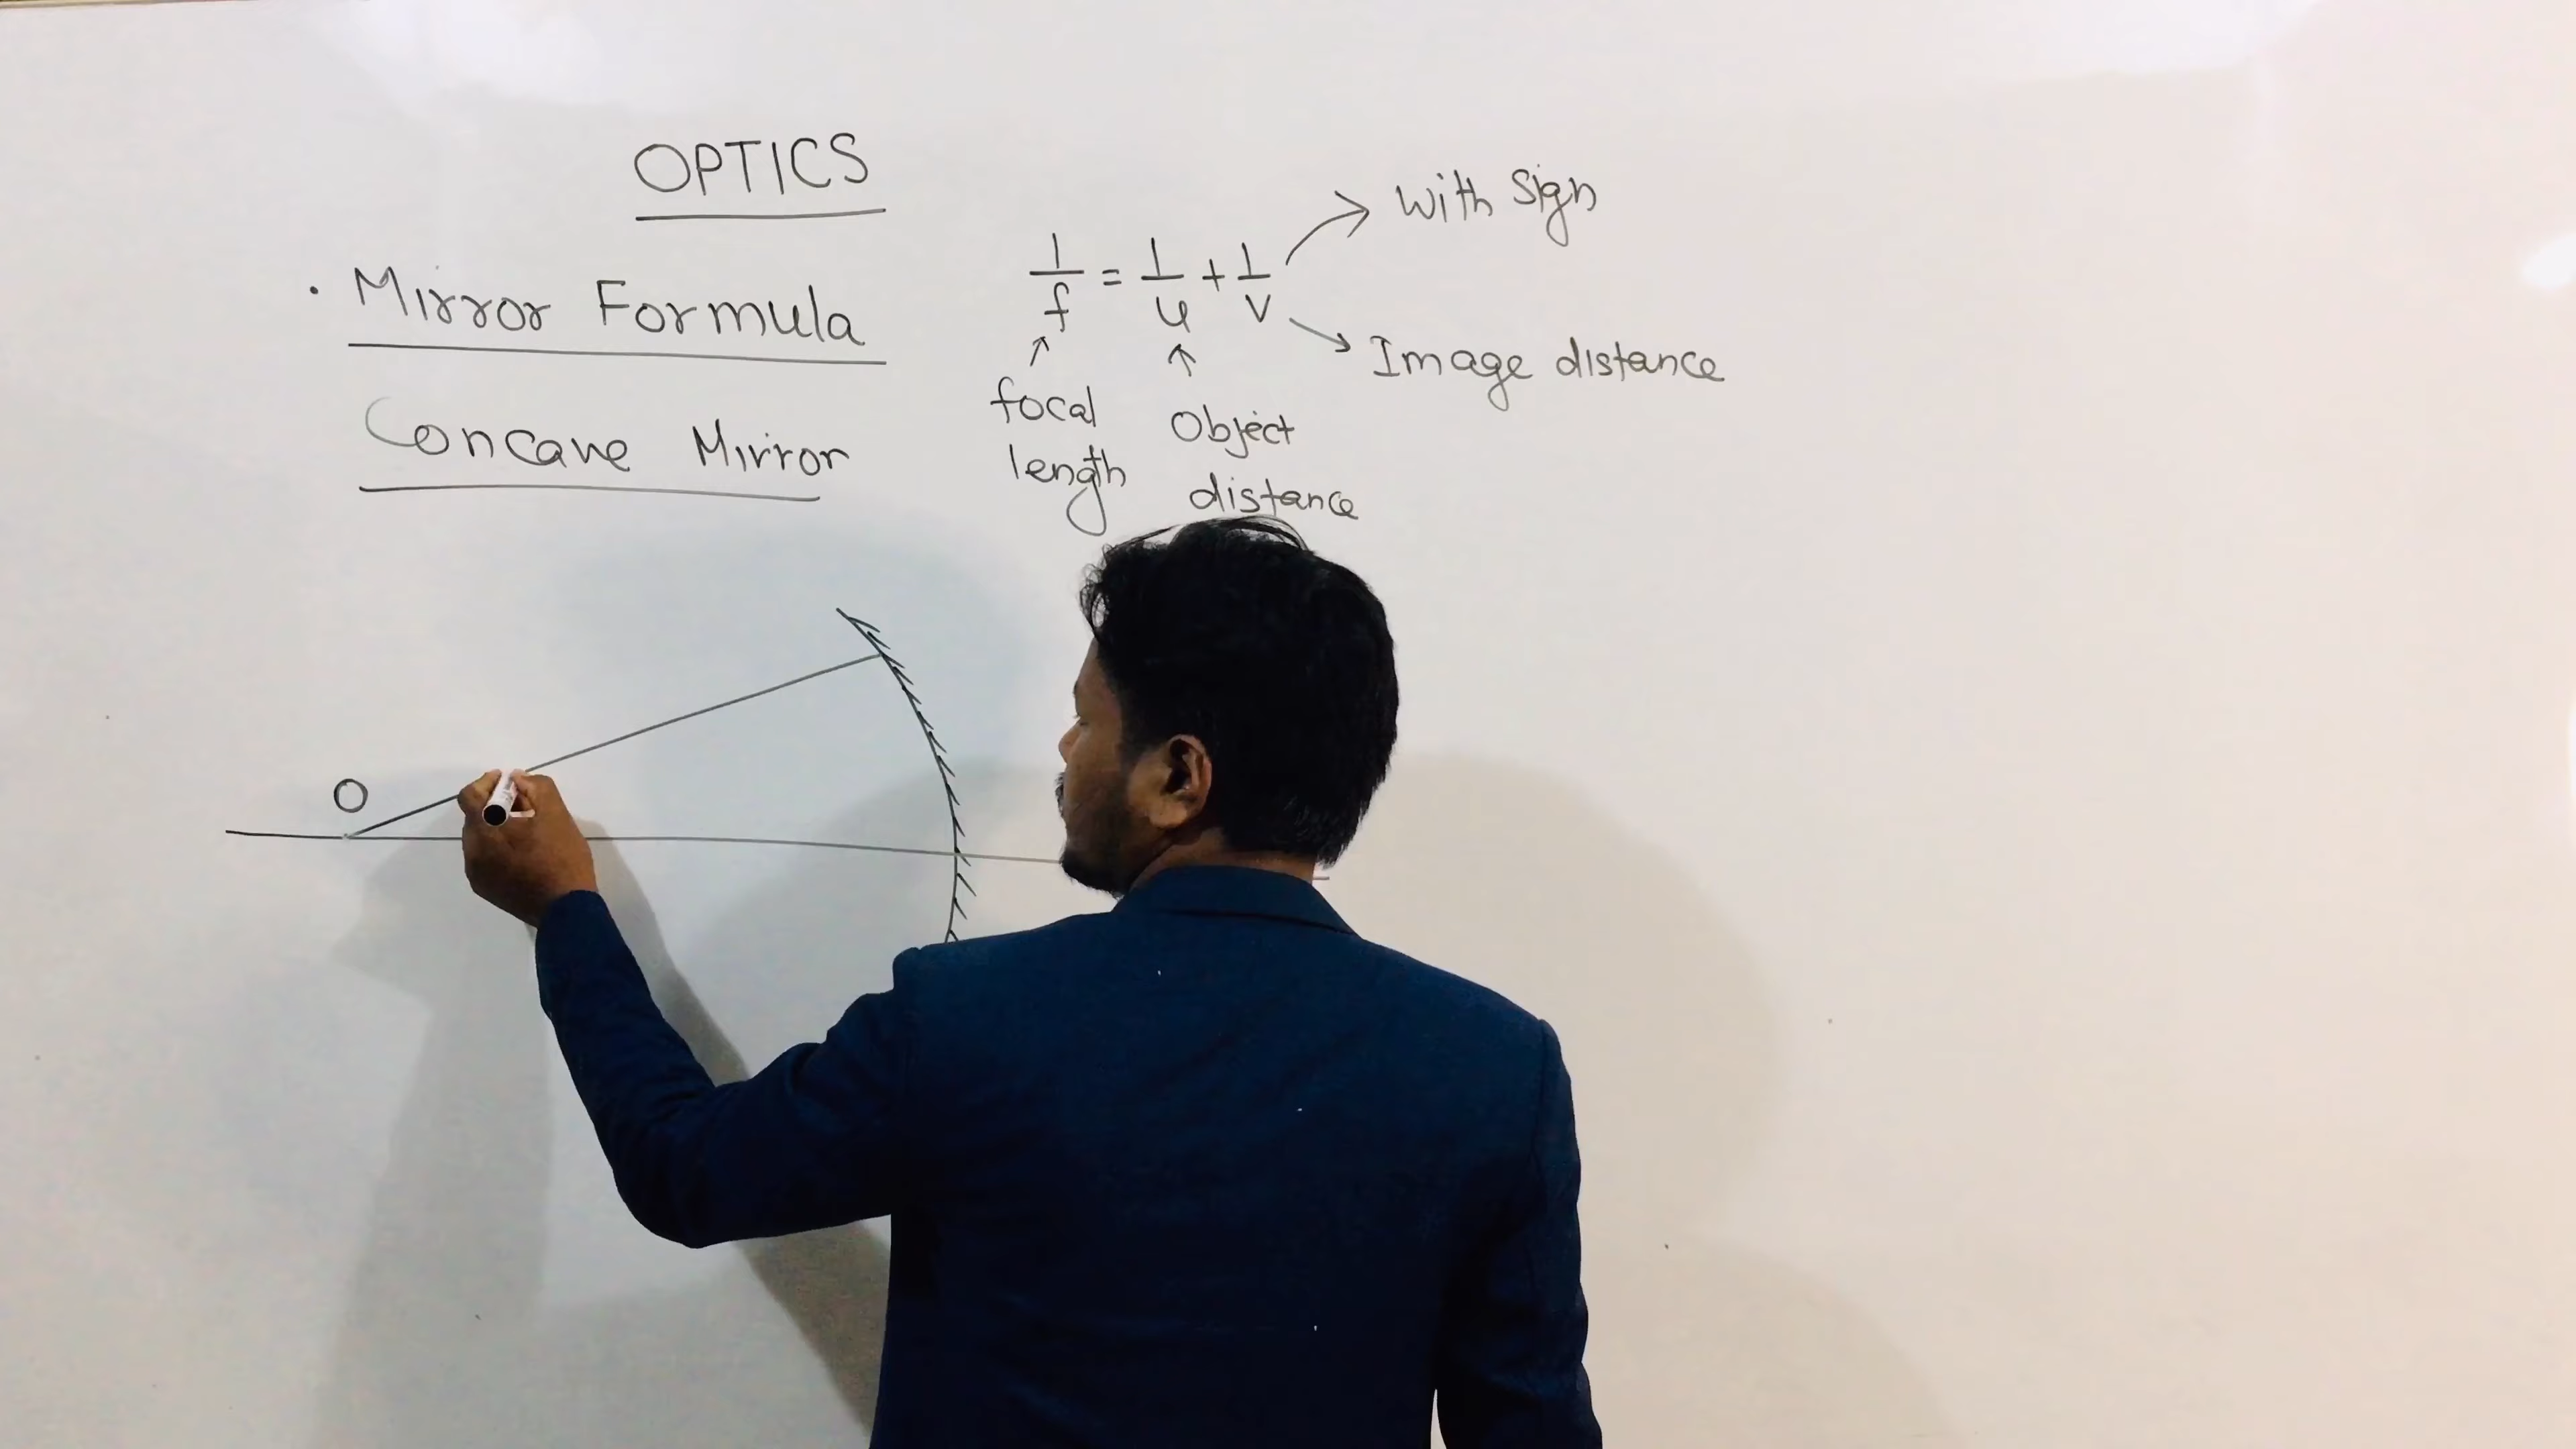 OPTICS
• Mirror Formula
Concave Mirror
1/f = 1/u + 1/v
With Sign
Image distance
focal
length
Object
distance
O